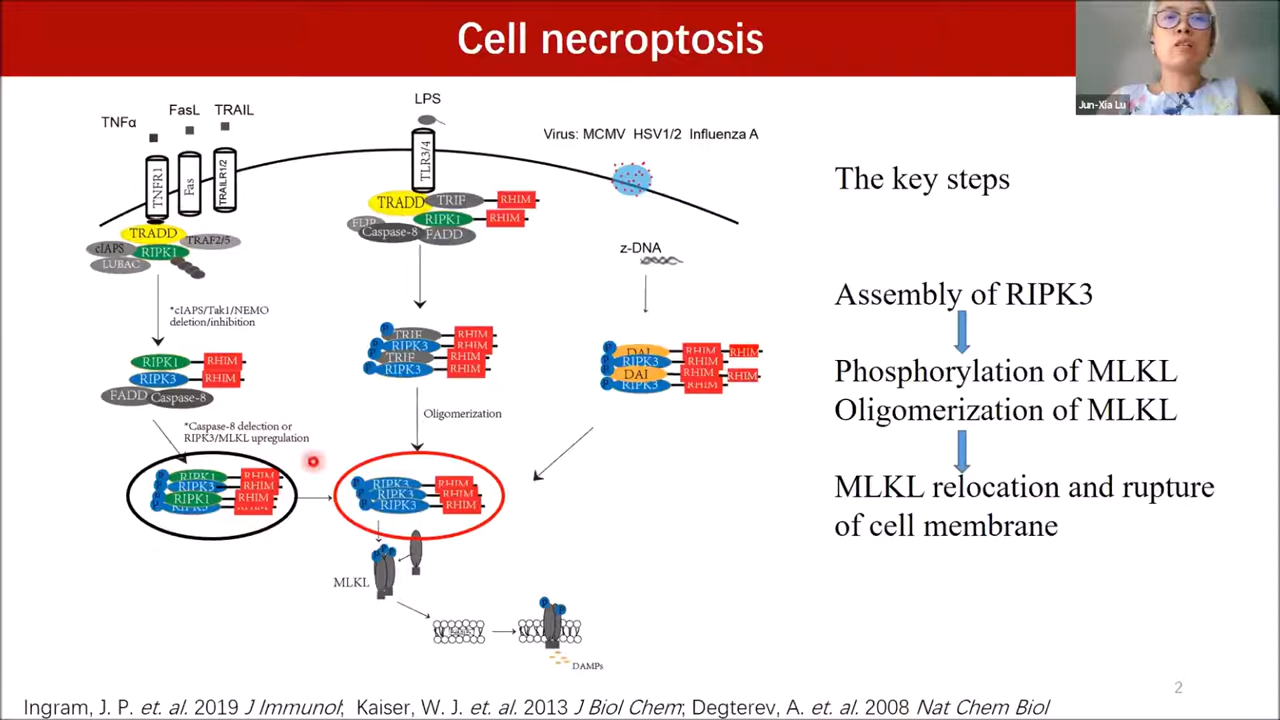 Cell necroptosis
Jun-Xia Lu
TNFα
FasL
TRAIL
LPS
Virus: MCMV HSV1/2 Influenza A
TNFR1
Fas
TRAILR1/2
TLR3/4
TRADD
TRAF2/5
cIAPS
RIPK1
LUBAC
TRADD
TRIF
RHIM
RIPK1
RHIM
FLIP
Caspase-8
FADD
z-DNA
*cIAPS/Tak1/NEMO
deletion/inhibition
RIPK1
RHIM
RIPK3
RHIM
FADD
Caspase-8
P
TRIF
RHIM
P
RIPK3
RHIM
P
TRIF
RHIM
P
RIPK3
RHIM
P
DAI
RHIM
RHIM
P
RIPK3
RHIM
P
DAI
RHIM
RHIM
P
RIPK3
RHIM
Oligomerization
*Caspase-8 delection or
RIPK3/MLKL upregulation
P
RIPK1
RHIM
P
RIPK3
RHIM
P
RIPK1
RHIM
P
RIPK3
RHIM
P
RIPK3
RHIM
P
RIPK3
RHIM
P
RIPK3
RHIM
P
P
P
MLKL
P
P
DAMPs
The key steps
Assembly of RIPK3
Phosphorylation of MLKL
Oligomerization of MLKL
MLKL relocation and rupture
of cell membrane
2
Ingram, J. P. et. al. 2019 J Immunol; Kaiser, W. J. et. al. 2013 J Biol Chem; Degterev, A. et. al. 2008 Nat Chem Biol